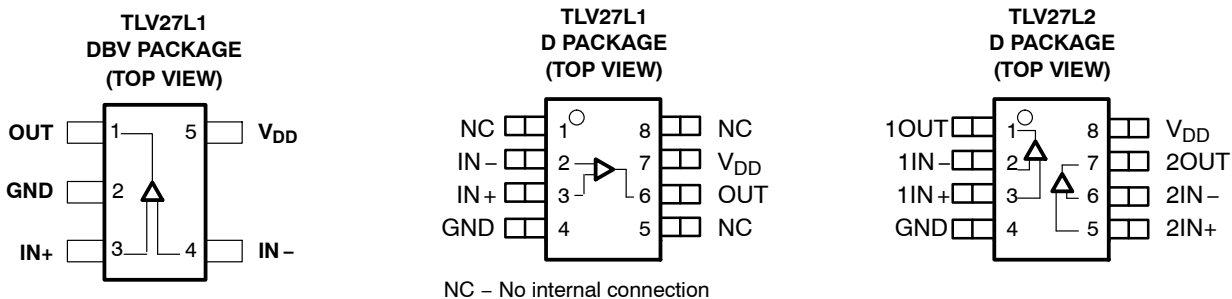 TLV27L1
DBV PACKAGE
(TOP VIEW)
OUT 1 5 VDD
GND 2
IN+ 3 4 IN−
TLV27L1
D PACKAGE
(TOP VIEW)
NC 1 8 NC
IN− 2 7 VDD
IN+ 3 6 OUT
GND 4 5 NC
NC − No internal connection
TLV27L2
D PACKAGE
(TOP VIEW)
1OUT 1 8 VDD
1IN− 2 7 2OUT
1IN+ 3 6 2IN−
GND 4 5 2IN+